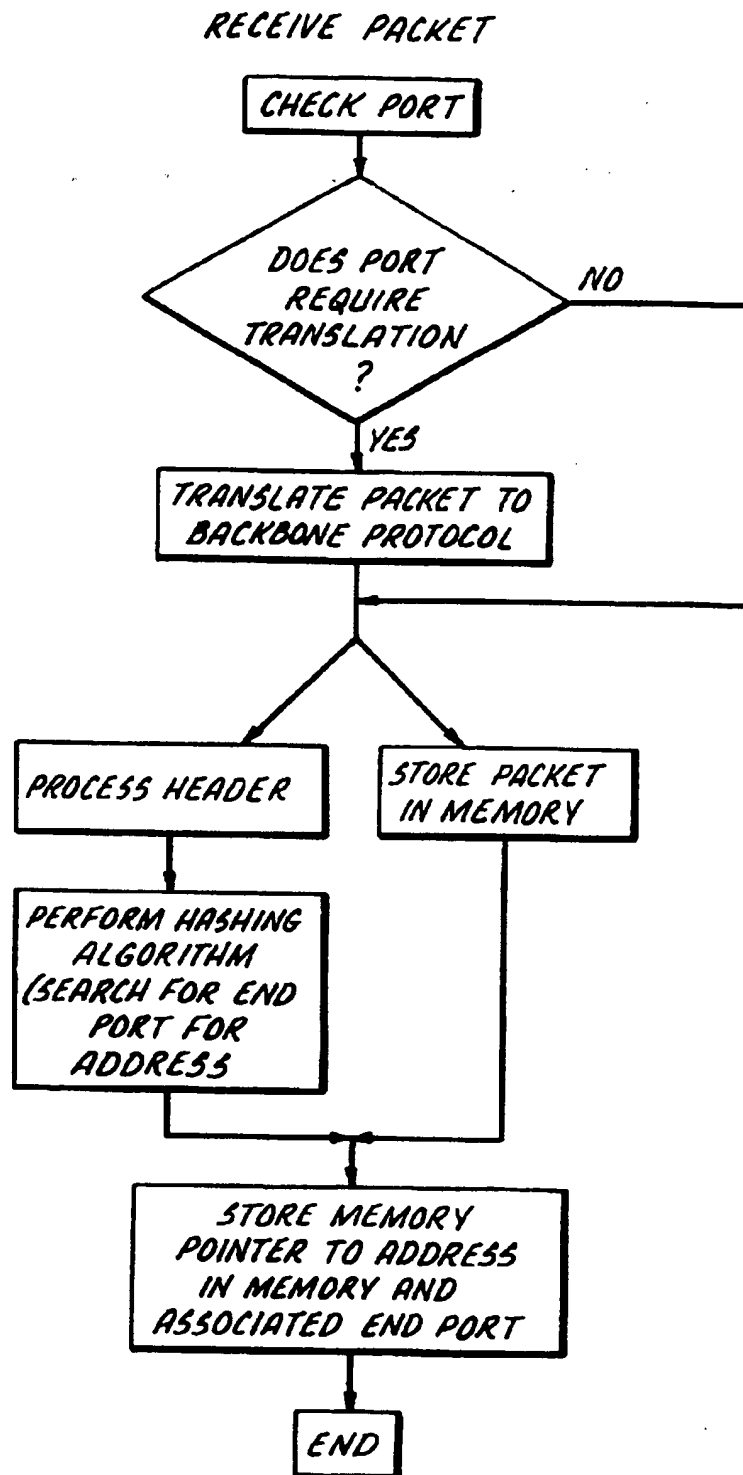 RECEIVE PACKET
CHECK PORT
DOES PORT
REQUIRE
TRANSLATION
?
NO
YES
TRANSLATE PACKET TO
BACKBONE PROTOCOL
PROCESS HEADER
STORE PACKET
IN MEMORY
PERFORM HASHING
ALGORITHM
(SEARCH FOR END
PORT FOR
ADDRESS
STORE MEMORY
POINTER TO ADDRESS
IN MEMORY AND
ASSOCIATED END PORT
END